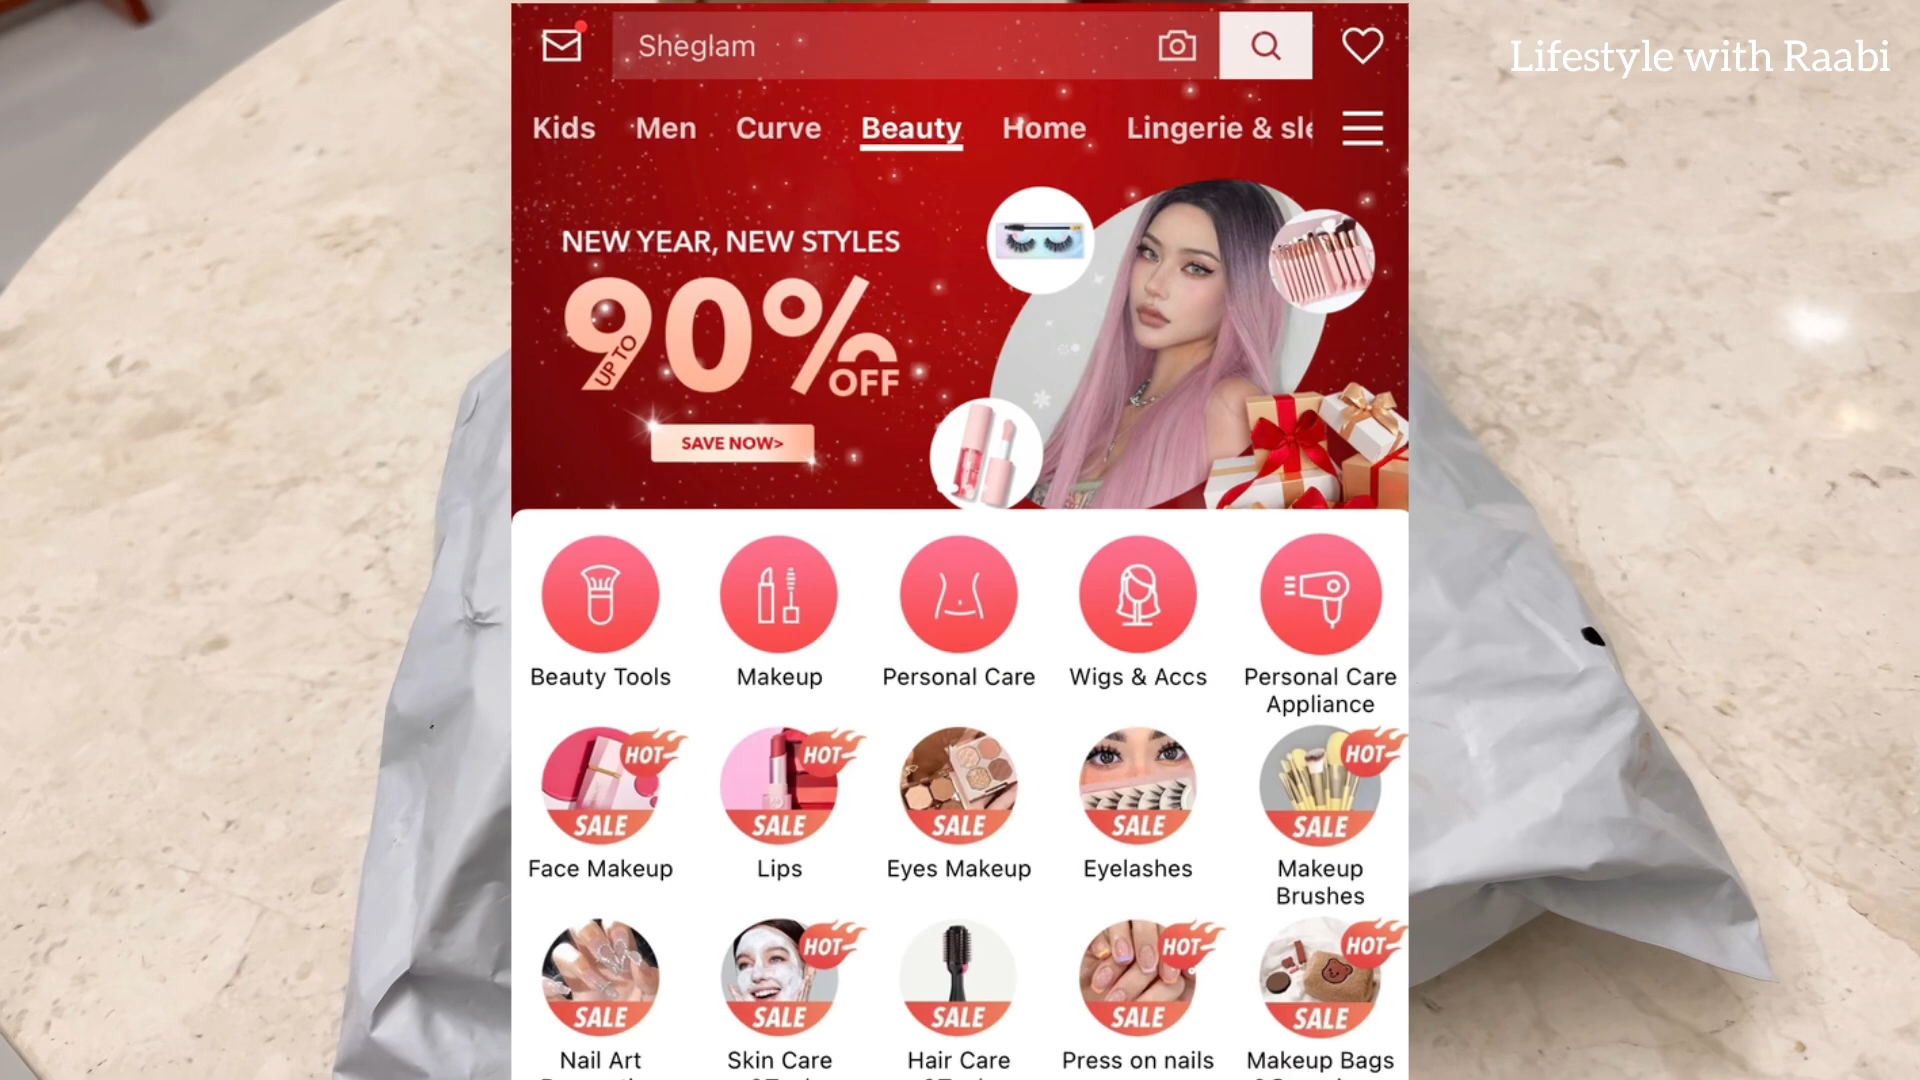 Lifestyle with Raabi
Sheglam
Kids Men Curve Beauty Home Lingerie & sle
NEW YEAR, NEW STYLES
UP TO 90% OFF
SAVE NOW>
Beauty Tools Makeup Personal Care Wigs & Accs Personal Care
Appliance
HOT HOT HOT
SALE SALE SALE SALE SALE
Face Makeup Lips Eyes Makeup Eyelashes Makeup
Brushes
HOT HOT HOT
SALE SALE SALE SALE SALE
Nail Art Skin Care Hair Care Press on nails Makeup Bags